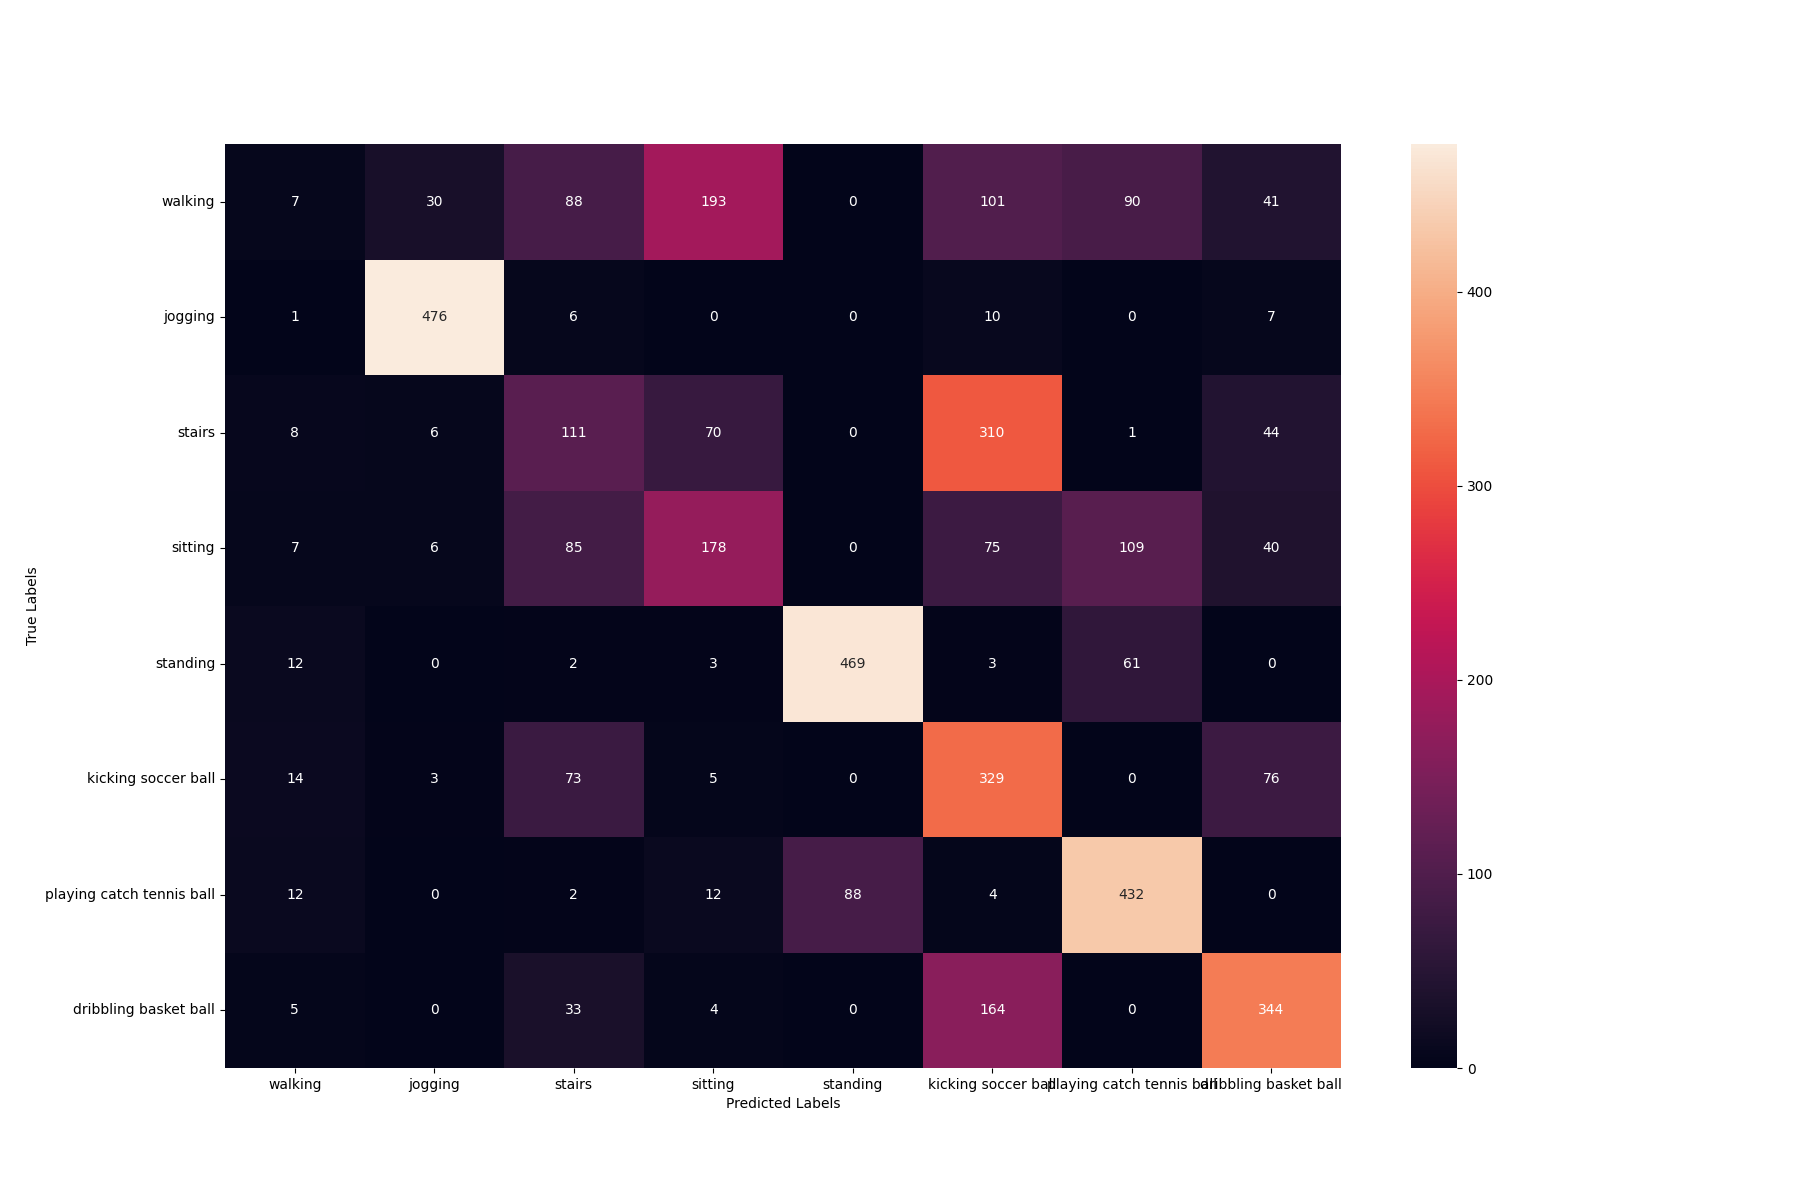 walking 7 30 88 193 0 101 90 41
jogging 1 476 6 0 0 10 0 7
stairs 8 6 111 70 0 310 1 44
sitting 7 6 85 178 0 75 109 40
standing 12 0 2 3 469 3 61 0
kicking soccer ball 14 3 73 5 0 329 0 76
playing catch tennis ball 12 0 2 12 88 4 432 0
dribbling basket ball 5 0 33 4 0 164 0 344
True Labels
walking jogging stairs sitting standing kicking soccer ball playing catch tennis ball dribbling basket ball
Predicted Labels
400
300
200
100
0